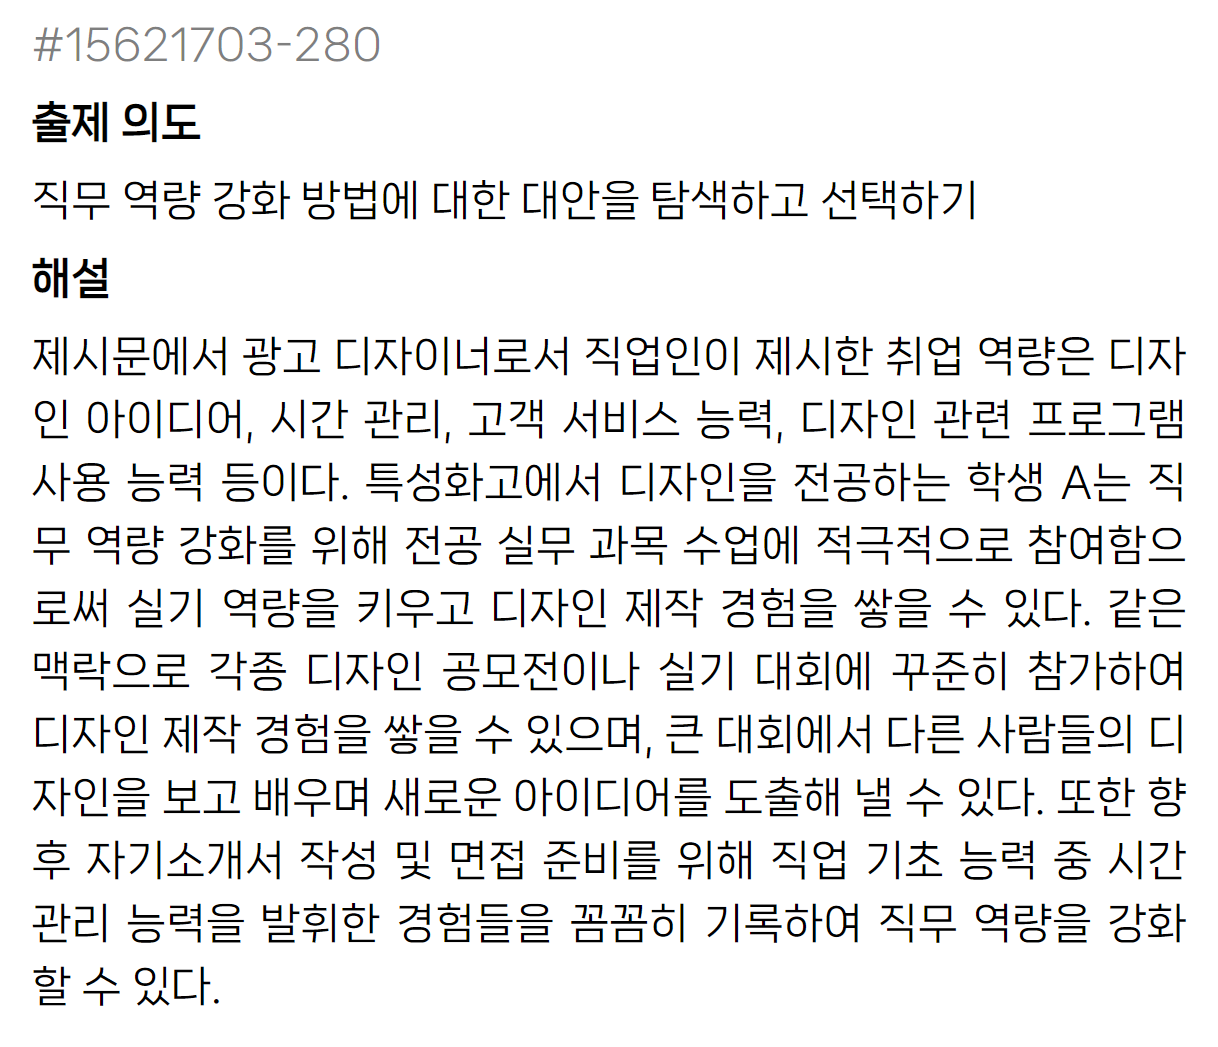 #15621703-280
출제 의도
직무 역량 강화 방법에 대한 대안을 탐색하고 선택하기
해설
제시문에서 광고 디자이너로서 직업인이 제시한 취업 역량은 디자
인 아이디어, 시간 관리, 고객 서비스 능력, 디자인 관련 프로그램
사용 능력 등이다. 특성화고에서 디자인을 전공하는 학생 A는 직
무 역량 강화를 위해 전공 실무 과목 수업에 적극적으로 참여함으
로써 실기 역량을 키우고 디자인 제작 경험을 쌓을 수 있다. 같은
맥락으로 각종 디자인 공모전이나 실기 대회에 꾸준히 참가하여
디자인 제작 경험을 쌓을 수 있으며, 큰 대회에서 다른 사람들의 디
자인을 보고 배우며 새로운 아이디어를 도출해 낼 수 있다. 또한 향
후 자기소개서 작성 및 면접 준비를 위해 직업 기초 능력 중 시간
관리 능력을 발휘한 경험들을 꼼꼼히 기록하여 직무 역량을 강화
할 수 있다.